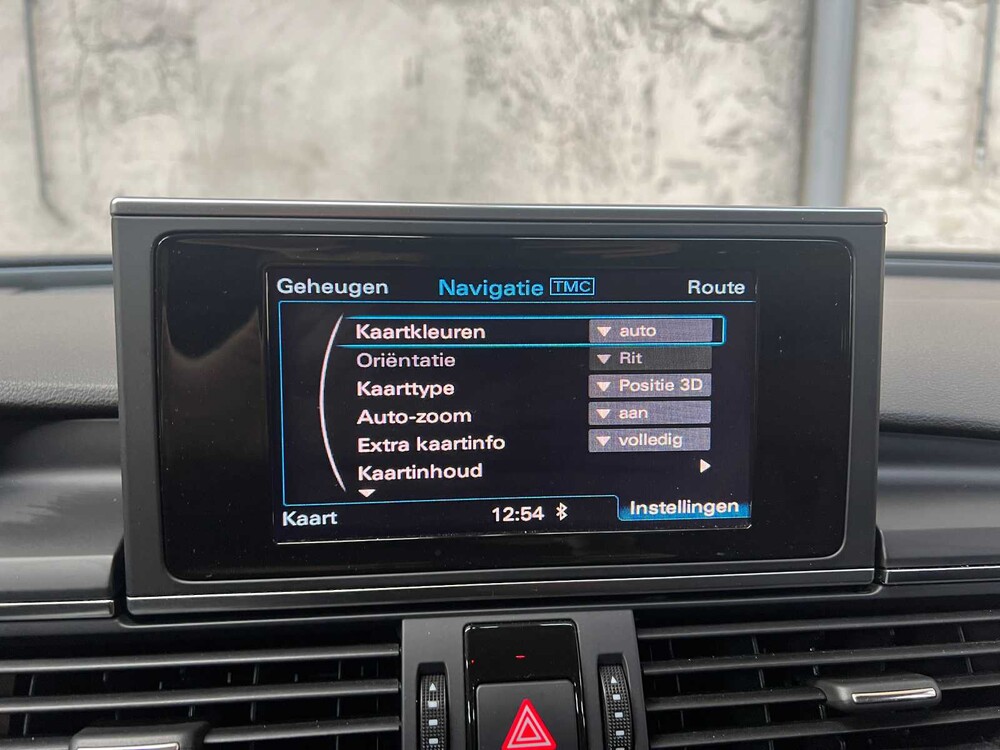 Geheugen Navigatie TMC Route
Kaartkleuren auto
Oriëntatie Rit
Kaarttype Positie 3D
Auto-zoom aan
Extra kaartinfo volledig
Kaartinhoud
Kaart 12:54 Instellingen